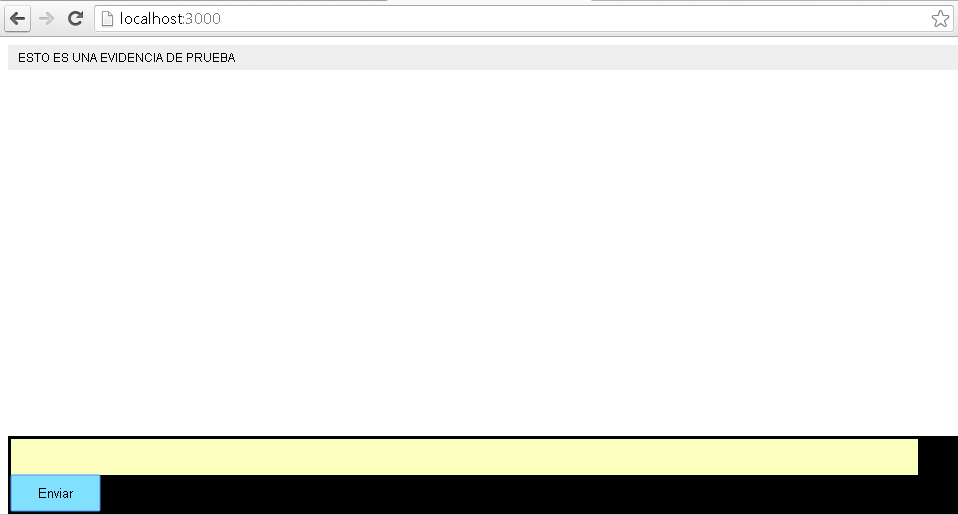 localhost:3000
ESTO ES UNA EVIDENCIA DE PRUEBA
Enviar